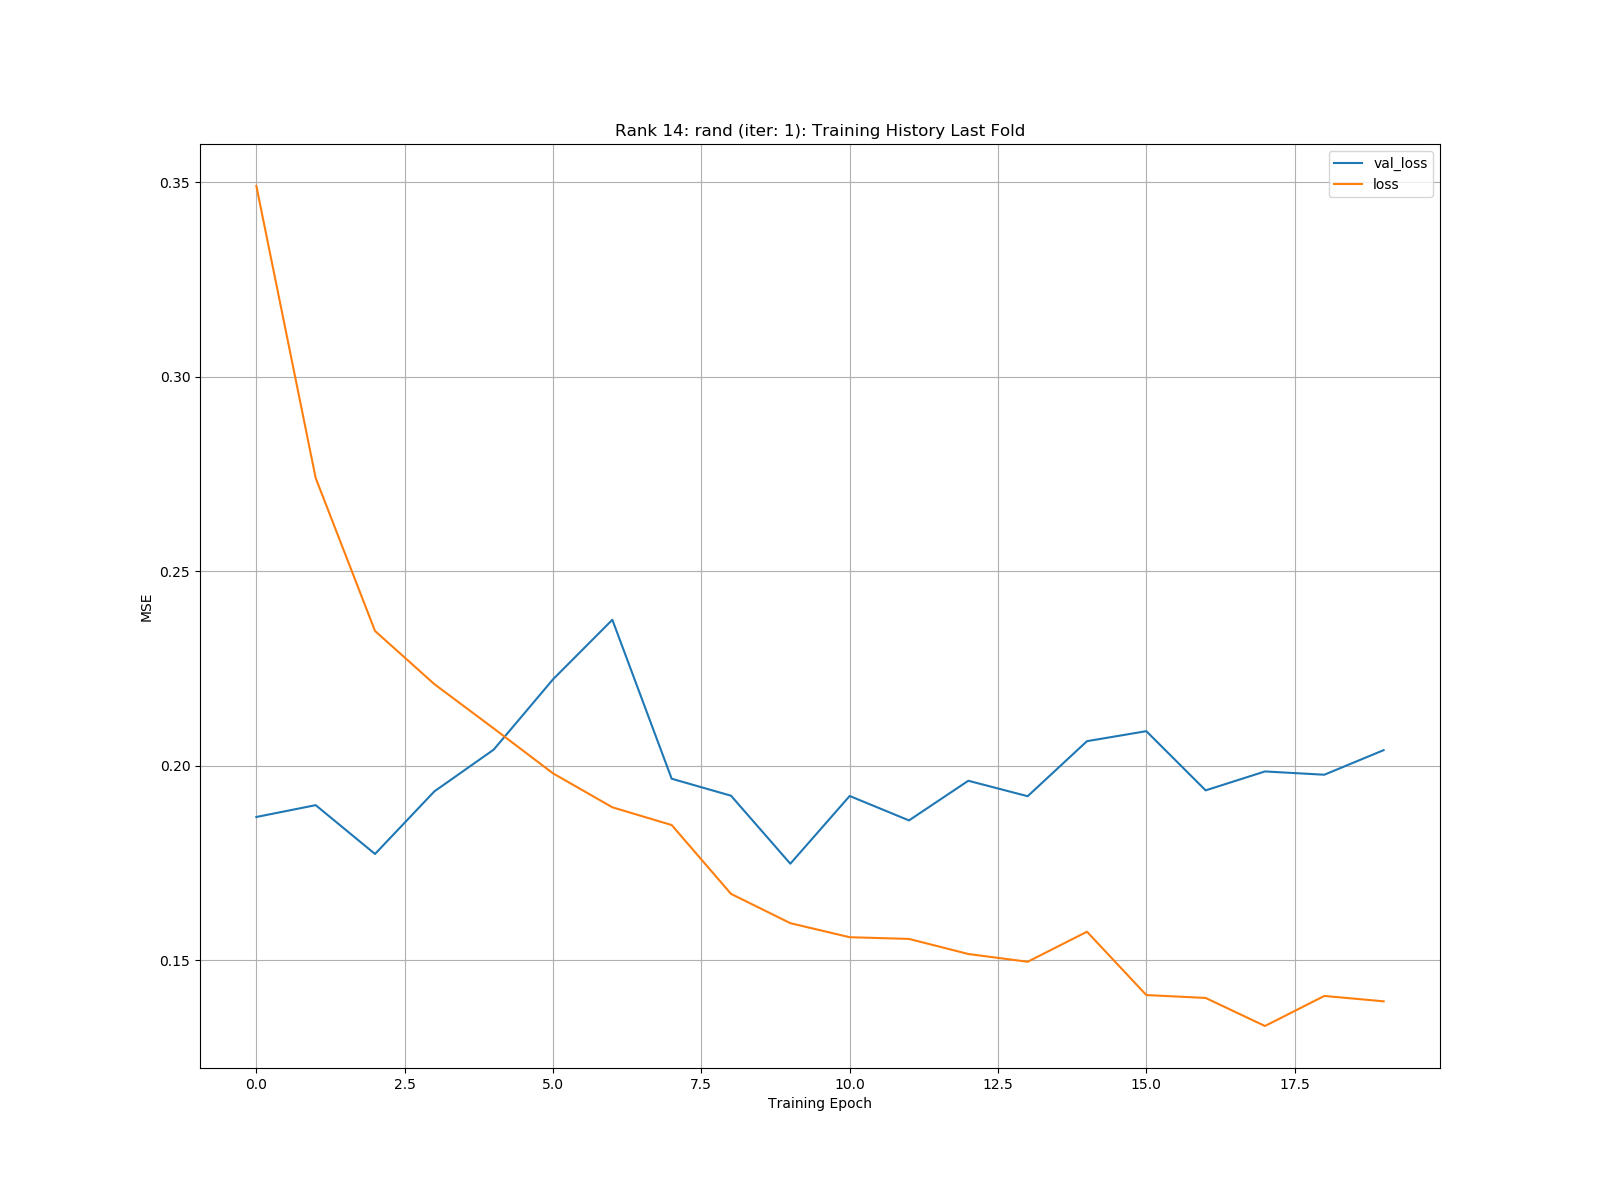 Rank 14: rand (iter: 1): Training History Last Fold
val_loss
loss
0.35
0.30
0.25
0.20
0.15
MSE
0.0 2.5 5.0 7.5 10.0 12.5 15.0 17.5
Training Epoch